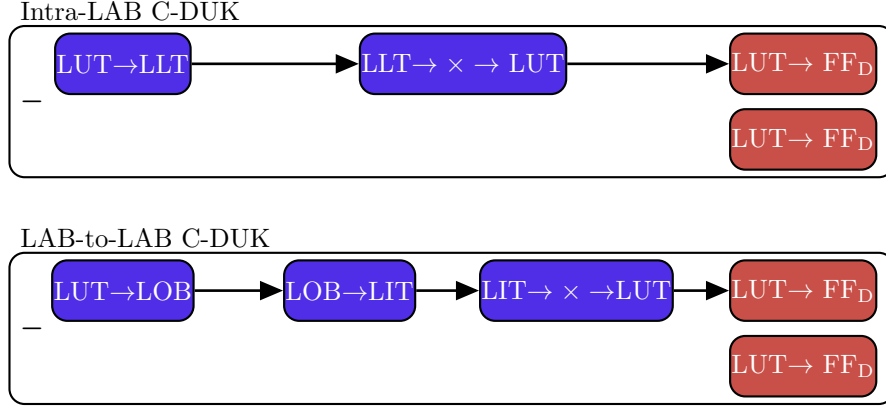 Intra-LAB C-DUK
LUT→LLT LLT→ × → LUT LUT→ FF_D
–
LUT→ FF_D
LAB-to-LAB C-DUK
LUT→LOB LOB→LIT LIT→ × →LUT LUT→ FF_D
–
LUT→ FF_D